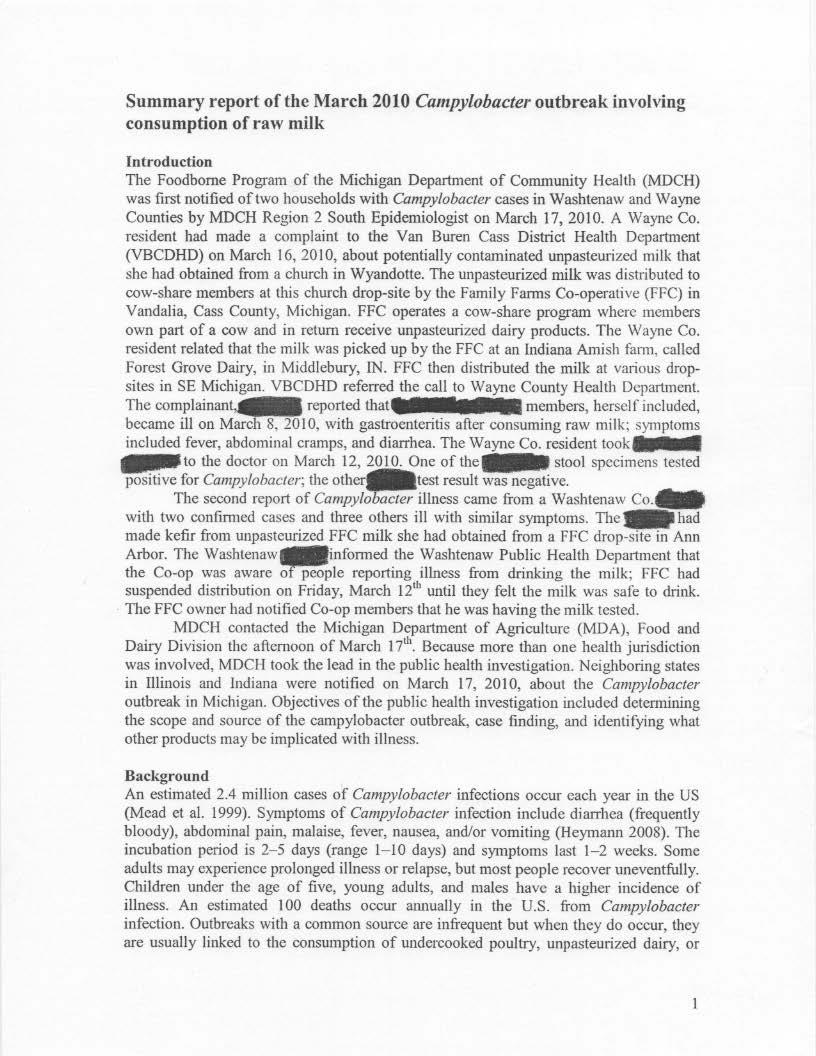 Summary report of the March 2010 Campylobacter outbreak involving
consumption of raw milk
Introduction
The Foodborne Program of the Michigan Department of Community Health (MDCH)
was first notified of two households with Campylobacter cases in Washtenaw and Wayne
Counties by MDCH Region 2 South Epidemiologist on March 17, 2010. A Wayne Co.
resident had made a complaint to the Van Buren Cass District Health Department
(VBCDHD) on March 16, 2010, about potentially contaminated unpasteurized milk that
she had obtained from a church in Wyandotte. The unpasteurized milk was distributed to
cow-share members at this church drop-site by the Family Farms Co-operative (FFC) in
Vandalia, Cass County, Michigan. FFC operates a cow-share program where members
own part of a cow and in return receive unpasteurized dairy products. The Wayne Co.
resident related that the milk was picked up by the FFC at an Indiana Amish farm, called
Forest Grove Dairy, in Middlebury, IN. FFC then distributed the milk at various drop-
sites in SE Michigan. VBCDHD referred the call to Wayne County Health Department.
The complainant, reported that members, herself included,
became ill on March 8, 2010, with gastroenteritis after consuming raw milk; symptoms
included fever, abdominal cramps, and diarrhea. The Wayne Co. resident took
to the doctor on March 12, 2010. One of the stool specimens tested
positive for Campylobacter; the other test result was negative.
The second report of Campylobacter illness came from a Washtenaw Co.
with two confirmed cases and three others ill with similar symptoms. The had
made kefir from unpasteurized FFC milk she had obtained from a FFC drop-site in Ann
Arbor. The Washtenaw informed the Washtenaw Public Health Department that
the Co-op was aware of people reporting illness from drinking the milk; FFC had
suspended distribution on Friday, March 12th until they felt the milk was safe to drink.
The FFC owner had notified Co-op members that he was having the milk tested.
MDCH contacted the Michigan Department of Agriculture (MDA), Food and
Dairy Division the afternoon of March 17th. Because more than one health jurisdiction
was involved, MDCH took the lead in the public health investigation. Neighboring states
in Illinois and Indiana were notified on March 17, 2010, about the Campylobacter
outbreak in Michigan. Objectives of the public health investigation included determining
the scope and source of the campylobacter outbreak, case finding, and identifying what
other products may be implicated with illness.
Background
An estimated 2.4 million cases of Campylobacter infections occur each year in the US
(Mead et al. 1999). Symptoms of Campylobacter infection include diarrhea (frequently
bloody), abdominal pain, malaise, fever, nausea, and/or vomiting (Heymann 2008). The
incubation period is 2–5 days (range 1–10 days) and symptoms last 1–2 weeks. Some
adults may experience prolonged illness or relapse, but most people recover uneventfully.
Children under the age of five, young adults, and males have a higher incidence of
illness. An estimated 100 deaths occur annually in the U.S. from Campylobacter
infection. Outbreaks with a common source are infrequent but when they do occur, they
are usually linked to the consumption of undercooked poultry, unpasteurized dairy, or
1